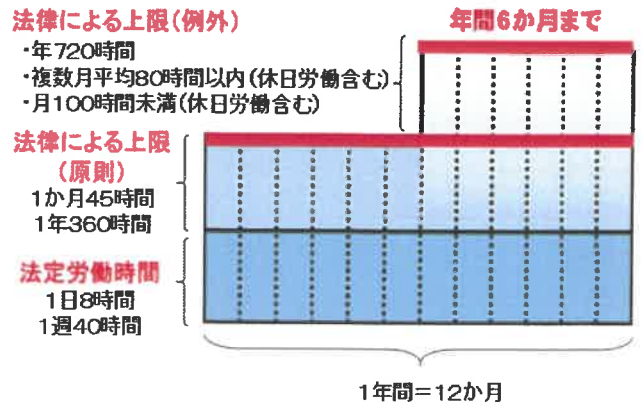 法律による上限(例外)
・年720時間
・複数月平均80時間以内(休日労働含む)
・月100時間未満(休日労働含む)
年間6か月まで
法律による上限
(原則)
1か月45時間
1年360時間
法定労働時間
1日8時間
1週40時間
1年間=12か月